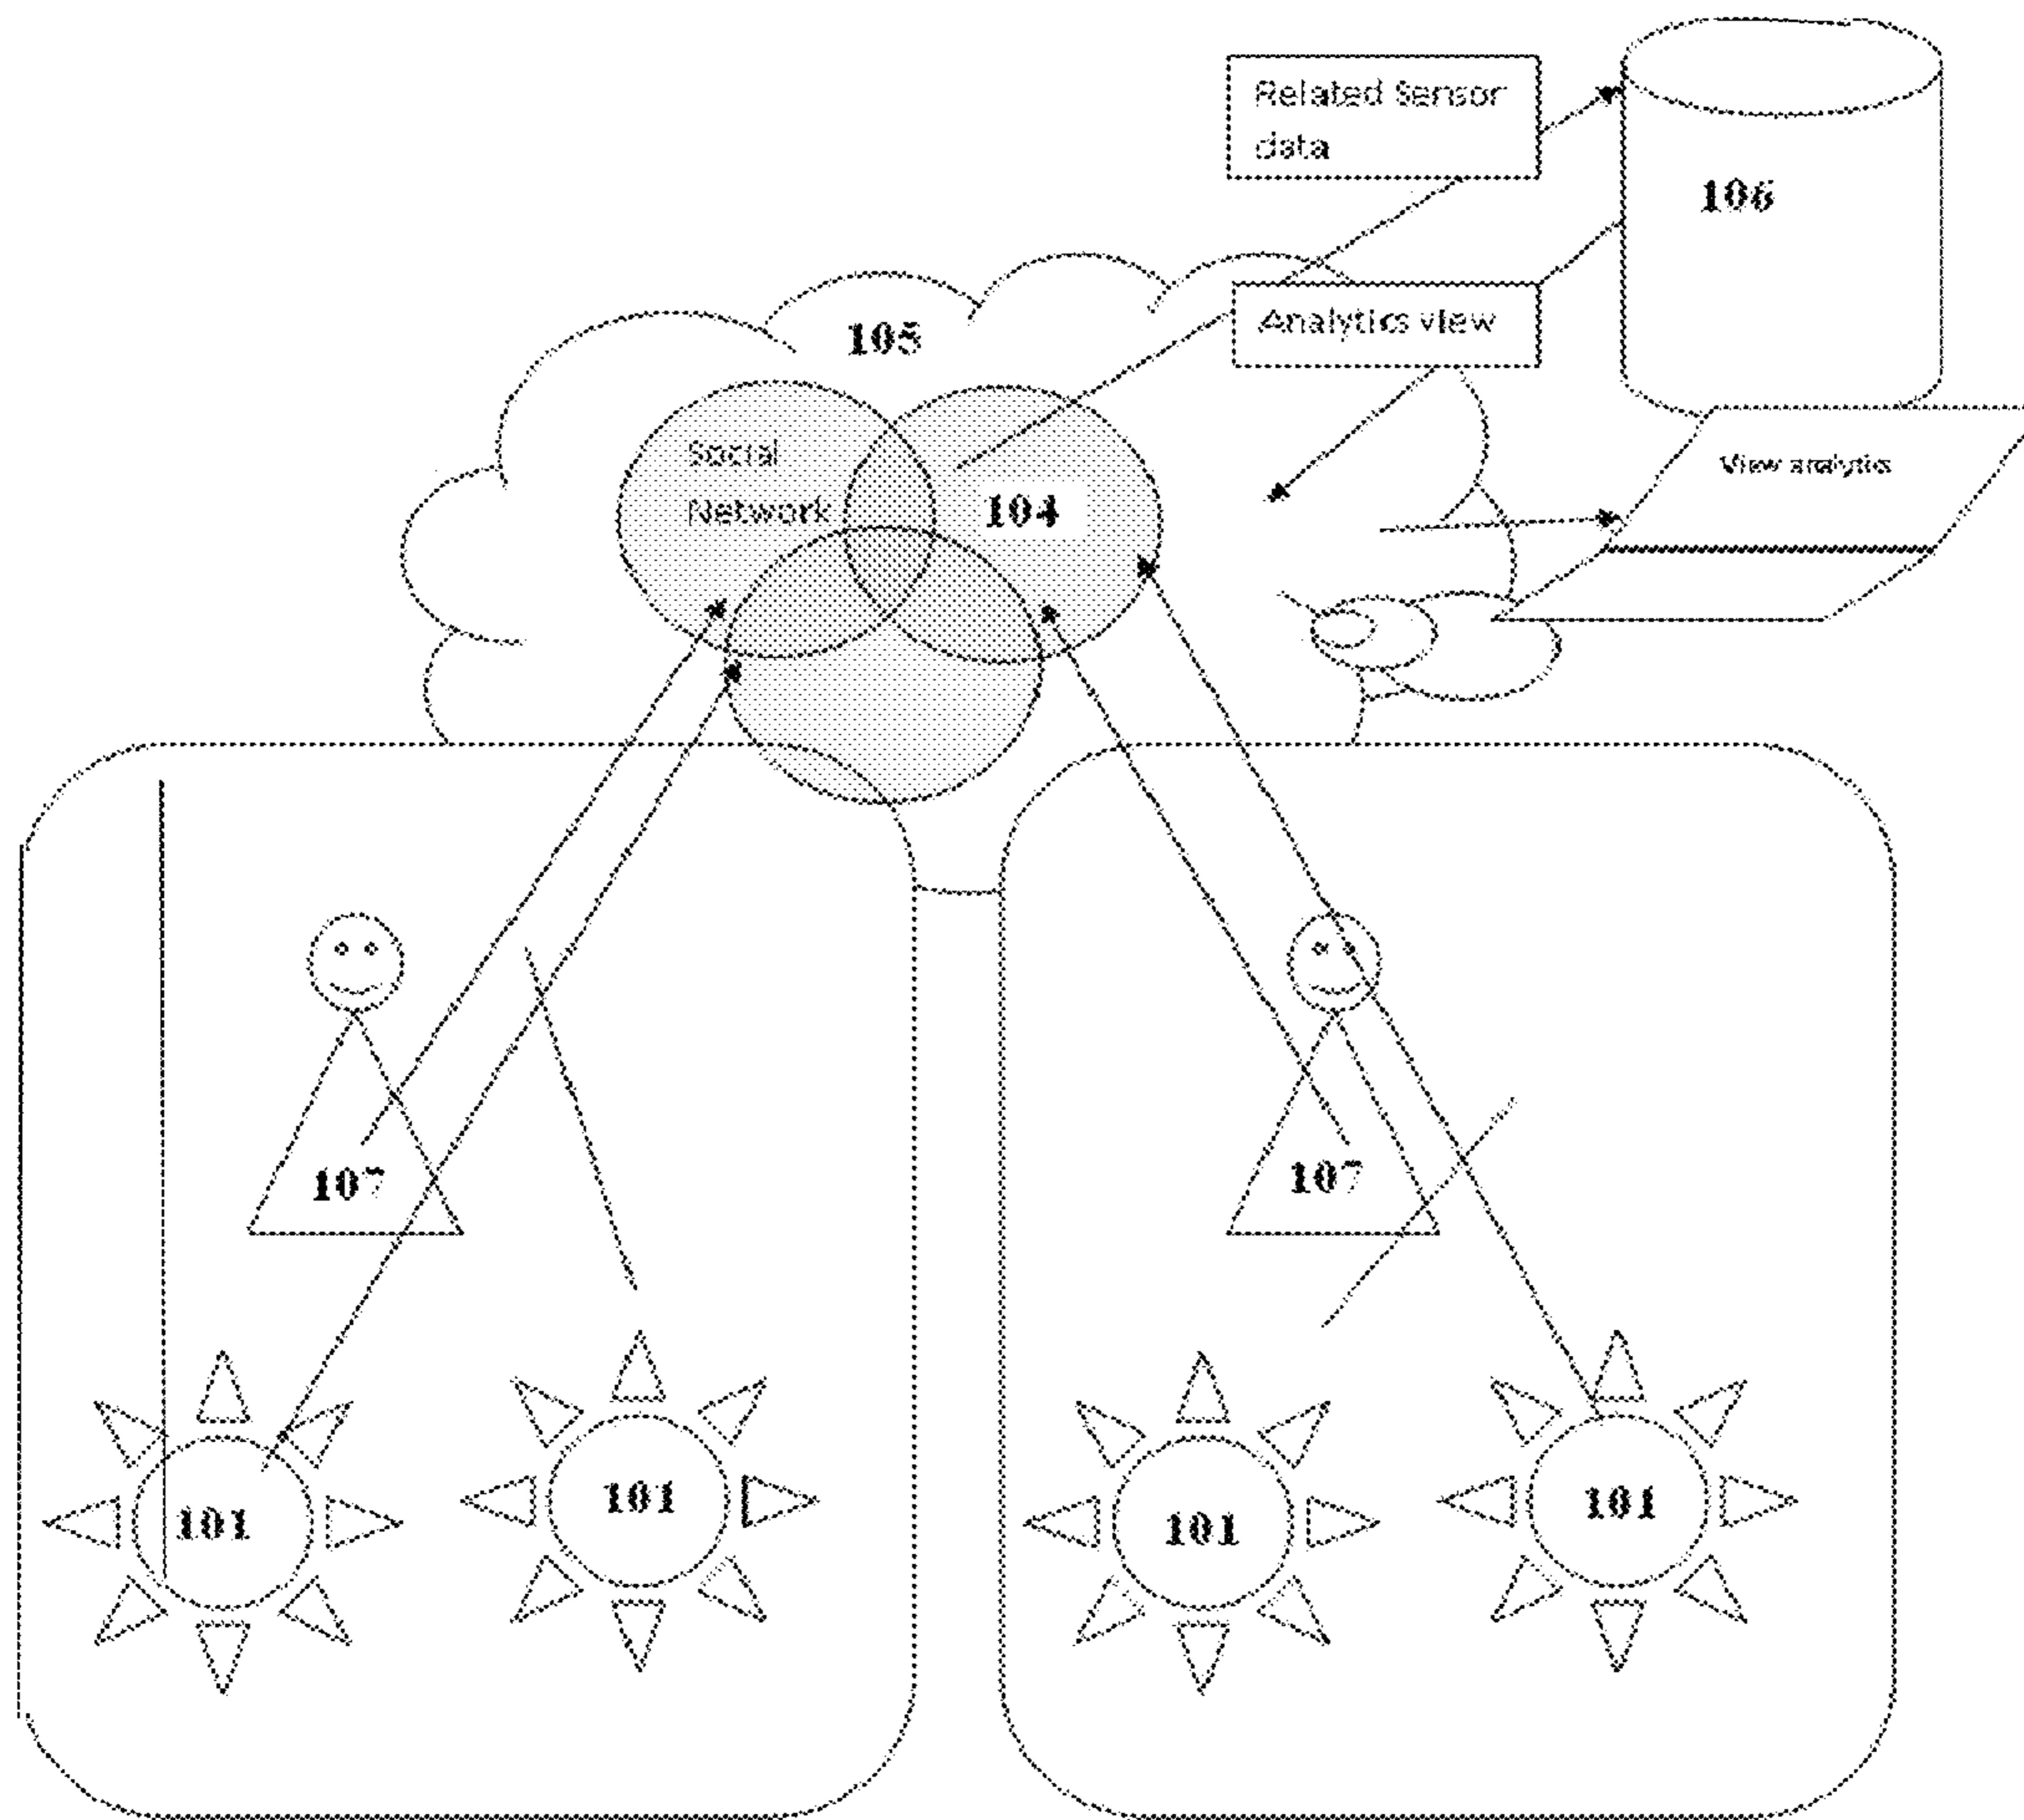 Related Sensor
data
106
Analytics view
105
Social
Network
104
View analytics
107
107
101
101
101
101